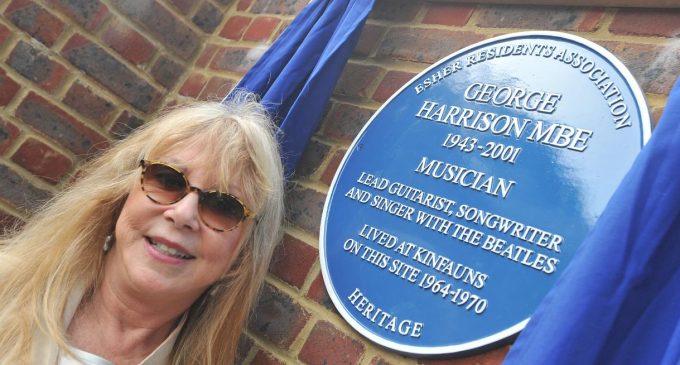 ESHER RESIDENTS ASSOCIATION
GEORGE
HARRISON MBE
1943-2001
MUSICIAN
LEAD GUITARIST, SONGWRITER
AND SINGER WITH THE BEATLES
LIVED AT KINFAUNS
ON THIS SITE 1964-1970
HERITAGE